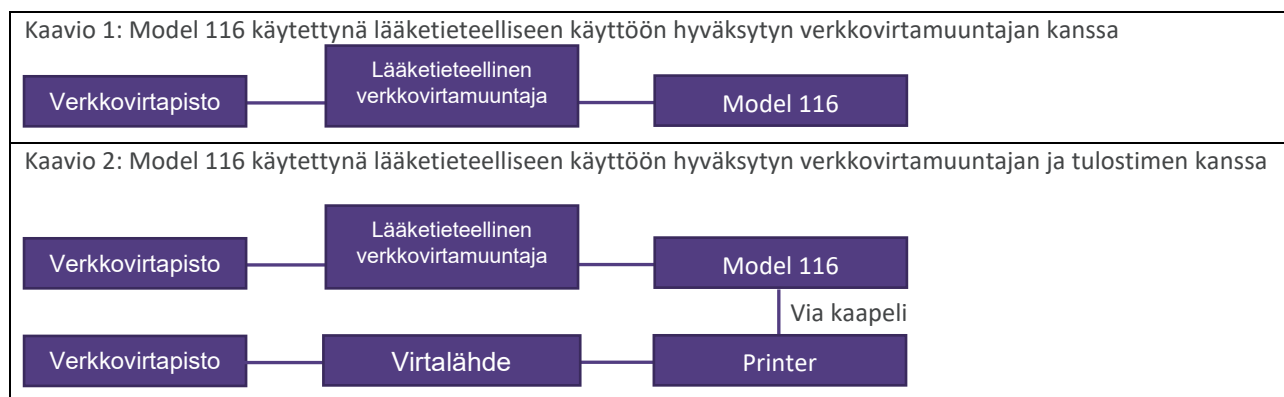 Kaavio 1: Model 116 käytettynä lääketieteelliseen käyttöön hyväksytyn verkkovirtamuuntajan kanssa
Verkkovirtapisto
Lääketieteellinen
verkkovirtamuuntaja
Model 116
Kaavio 2: Model 116 käytettynä lääketieteelliseen käyttöön hyväksytyn verkkovirtamuuntajan ja tulostimen kanssa
Verkkovirtapisto
Lääketieteellinen
verkkovirtamuuntaja
Model 116
Via kaapeli
Verkkovirtapisto
Virtalähde
Printer